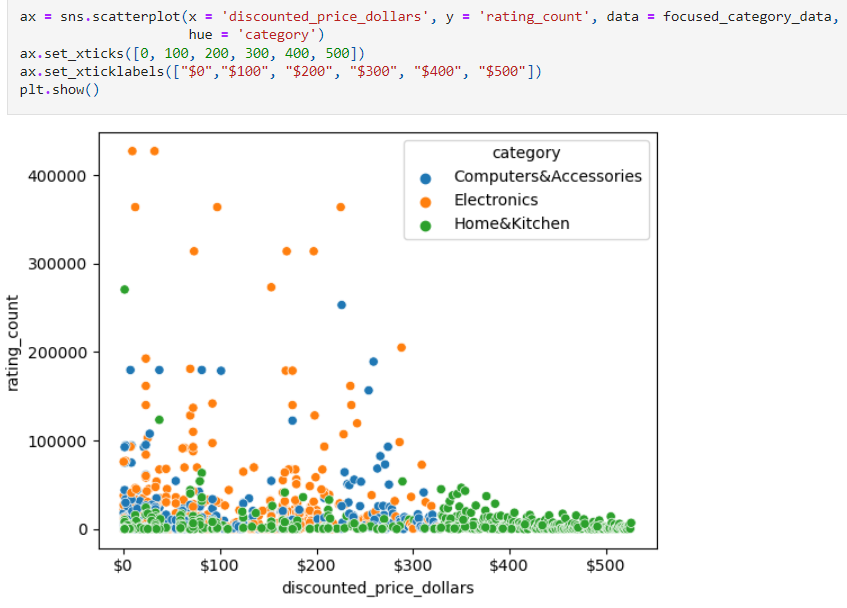 ax = sns.scatterplot(x = 'discounted_price_dollars', y = 'rating_count', data = focused_category_data,
hue = 'category')
ax.set_xticks([0, 100, 200, 300, 400, 500])
ax.set_xticklabels(["$0","$100", "$200", "$300", "$400", "$500"])
plt.show()
category
Computers&Accessories
Electronics
Home&Kitchen
400000
300000
200000
100000
0
rating_count
$0 $100 $200 $300 $400 $500
discounted_price_dollars